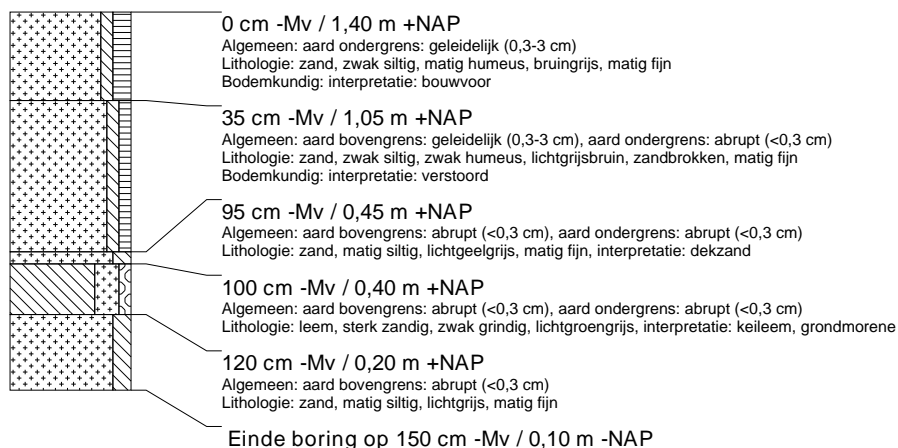 0 cm -Mv / 1,40 m +NAP
Algemeen: aard ondergrens: geleidelijk (0,3-3 cm)
Lithologie: zand, zwak siltig, matig humeus, bruingrijs, matig fijn
Bodemkundig: interpretatie: bouwvoor
35 cm -Mv / 1,05 m +NAP
Algemeen: aard bovengrens: geleidelijk (0,3-3 cm), aard ondergrens: abrupt (<0,3 cm)
Lithologie: zand, zwak siltig, zwak humeus, lichtgrijsbruin, zandbrokken, matig fijn
Bodemkundig: interpretatie: verstoord
95 cm -Mv / 0,45 m +NAP
Algemeen: aard bovengrens: abrupt (<0,3 cm), aard ondergrens: abrupt (<0,3 cm)
Lithologie: zand, matig siltig, lichtgeelgrijs, matig fijn, interpretatie: dekzand
100 cm -Mv / 0,40 m +NAP
Algemeen: aard bovengrens: abrupt (<0,3 cm), aard ondergrens: abrupt (<0,3 cm)
Lithologie: leem, sterk zandig, zwak grindig, lichtgroengrijs, interpretatie: keileem, grondmorene
120 cm -Mv / 0,20 m +NAP
Algemeen: aard bovengrens: abrupt (<0,3 cm)
Lithologie: zand, matig siltig, lichtgrijs, matig fijn
Einde boring op 150 cm -Mv / 0,10 m -NAP